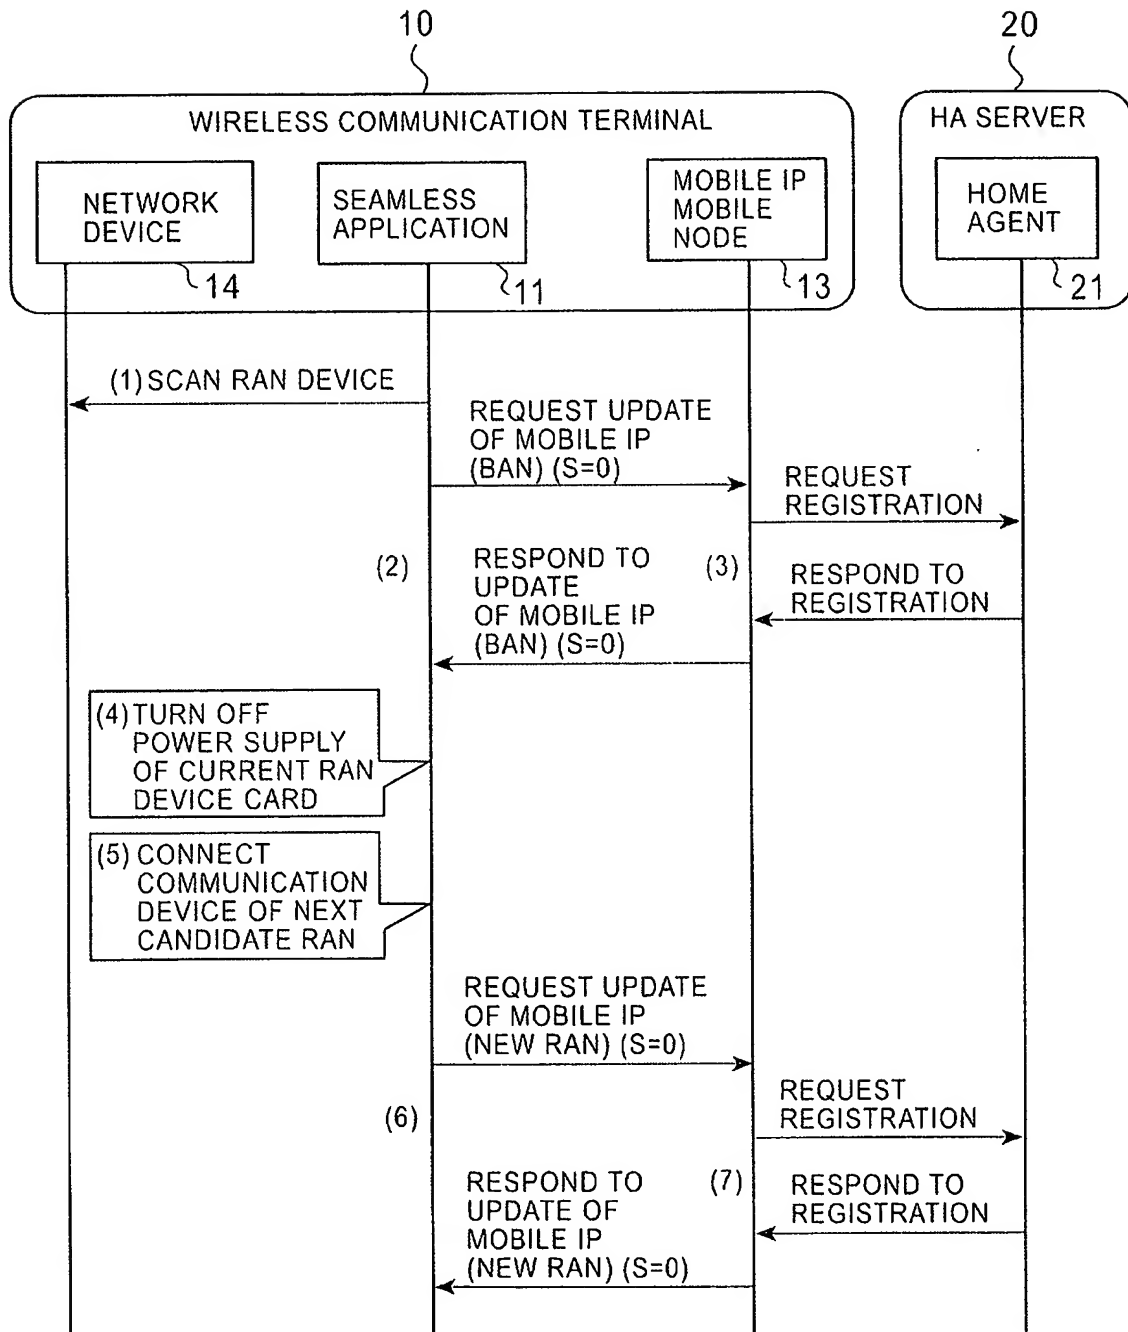 10
20
WIRELESS COMMUNICATION TERMINAL
HA SERVER
NETWORK
DEVICE
SEAMLESS
APPLICATION
MOBILE IP
MOBILE
NODE
HOME
AGENT
14
11
13
21
(1) SCAN RAN DEVICE
REQUEST UPDATE
OF MOBILE IP
(BAN) (S=0)
REQUEST
REGISTRATION
(2)
RESPOND TO
UPDATE
OF MOBILE IP
(BAN) (S=0)
(3)
RESPOND TO
REGISTRATION
(4) TURN OFF
POWER SUPPLY
OF CURRENT RAN
DEVICE CARD
(5) CONNECT
COMMUNICATION
DEVICE OF NEXT
CANDIDATE RAN
REQUEST UPDATE
OF MOBILE IP
(NEW RAN) (S=0)
REQUEST
REGISTRATION
(6)
RESPOND TO
UPDATE OF
MOBILE IP
(NEW RAN) (S=0)
(7)
RESPOND TO
REGISTRATION